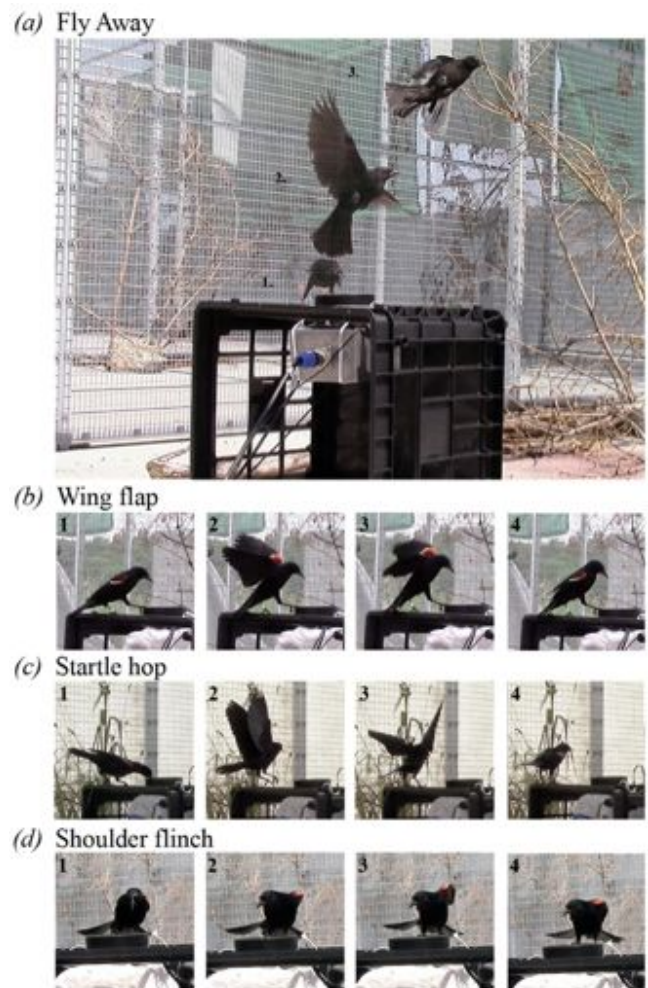 (a) Fly Away
3.
2.
1.
(b) Wing flap
1 2 3 4
(c) Startle hop
1 2 3 4
(d) Shoulder flinch
1 2 3 4